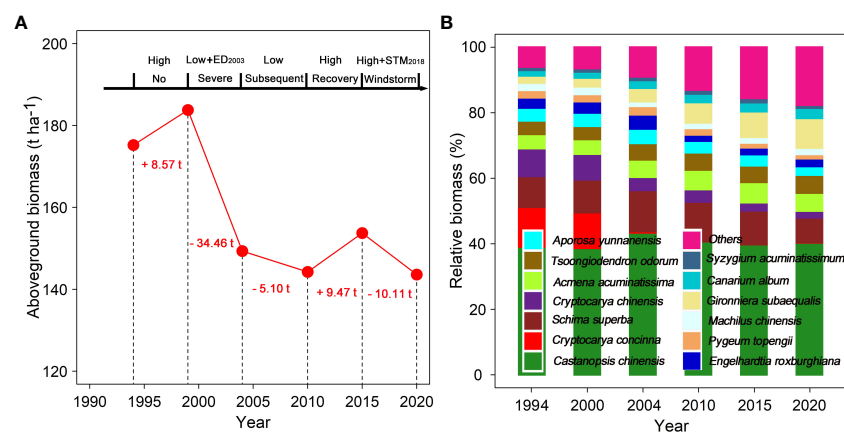 A
B
200
180
160
140
120
Aboveground biomass (t ha-1)
High Low+ED2003 Low High High+STM2018
No Severe Subsequent Recovery Windstorm
+ 8.57 t
- 34.46 t
- 5.10 t
+ 9.47 t
- 10.11 t
1990 1995 2000 2005 2010 2015 2020
Year
100
80
60
40
20
0
Relative biomass (%)
Aporosa yunnanensis
Tsoongiodendron odorum
Acmena acuminatissima
Cryptocarya chinensis
Schima superba
Cryptocarya concinna
Castanopsis chinensis
Others
Syzygium acuminatissimum
Canarium album
Gironniera subaequalis
Machilus chinensis
Pygeum topengii
Engelhardtia roxburghiana
1994 2000 2004 2010 2015 2020
Year